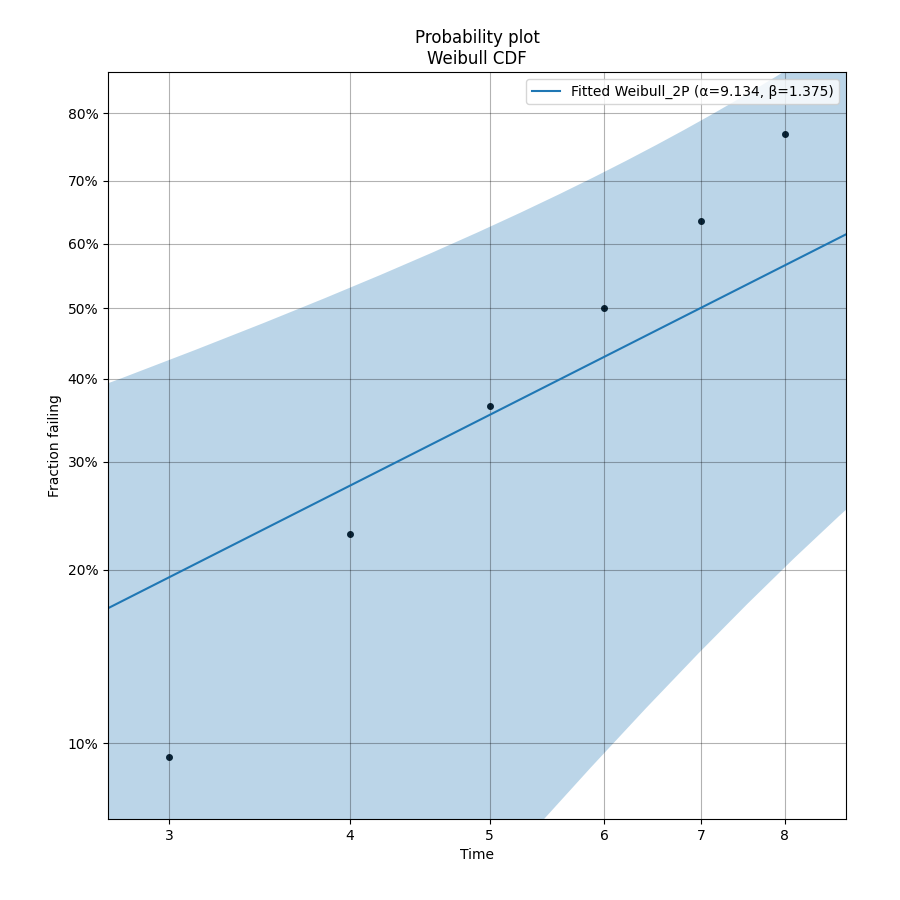 Probability plot
Weibull CDF
Fitted Weibull_2P (α=9.134, β=1.375)
80%
70%
60%
50%
40%
30%
20%
10%
Fraction failing
3 4 5 6 7 8
Time